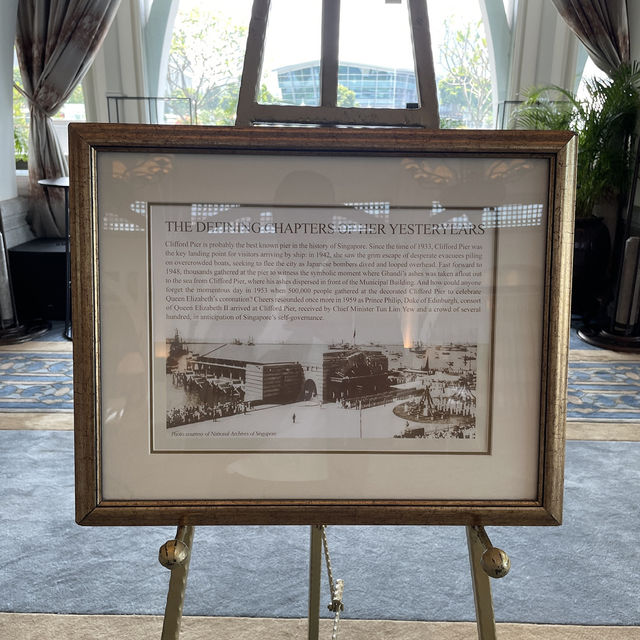 THE DEFINING CHAPTERS OF HER YESTERYEARS
Clifford Pier is probably the best known pier in the history of Singapore. Since the time of 1933, Clifford Pier was
the key landing point for visitors arriving by ship: in 1942, she saw the grim escape of desperate evacuees piling
on overcrowded boats, seeking to flee the city as Japanese bombers dived and looped overhead. Fast forward to
1948, thousands gathered at the pier to witness the symbolic moment where Ghandi's ashes was taken afloat out
to the sea from Clifford Pier, where his ashes dispersed in front of the Municipal Building. And how could anyone
forget the momentous day in 1953 when 500,000 people gathered at the decorated Clifford Pier to celebrate
Queen Elizabeth's coronation? Cheers resounded once more in 1959 as Prince Philip, Duke of Edinburgh, consort
of Queen Elizabeth II arrived at Clifford Pier, received by Chief Minister Tun Lim Yew and a crowd of several
hundred, in anticipation of Singapore's self-governance.
Photo courtesy of National Archives of Singapore